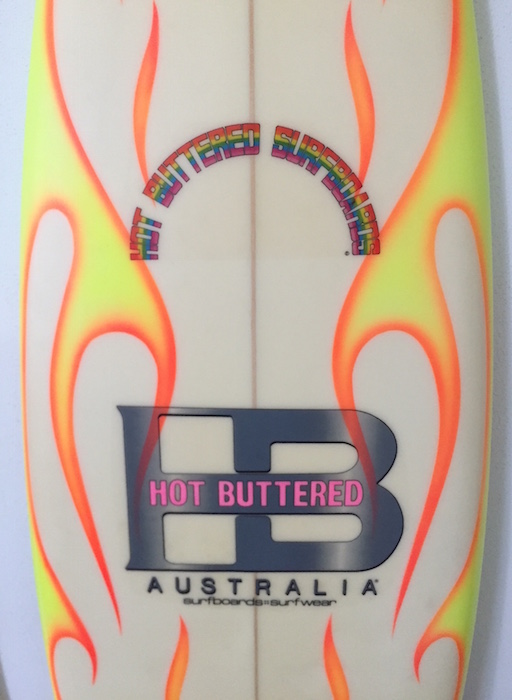 HOT BUTTERED SURFBOARDS
HB
HOT BUTTERED
AUSTRALIA
surfboards surfwear